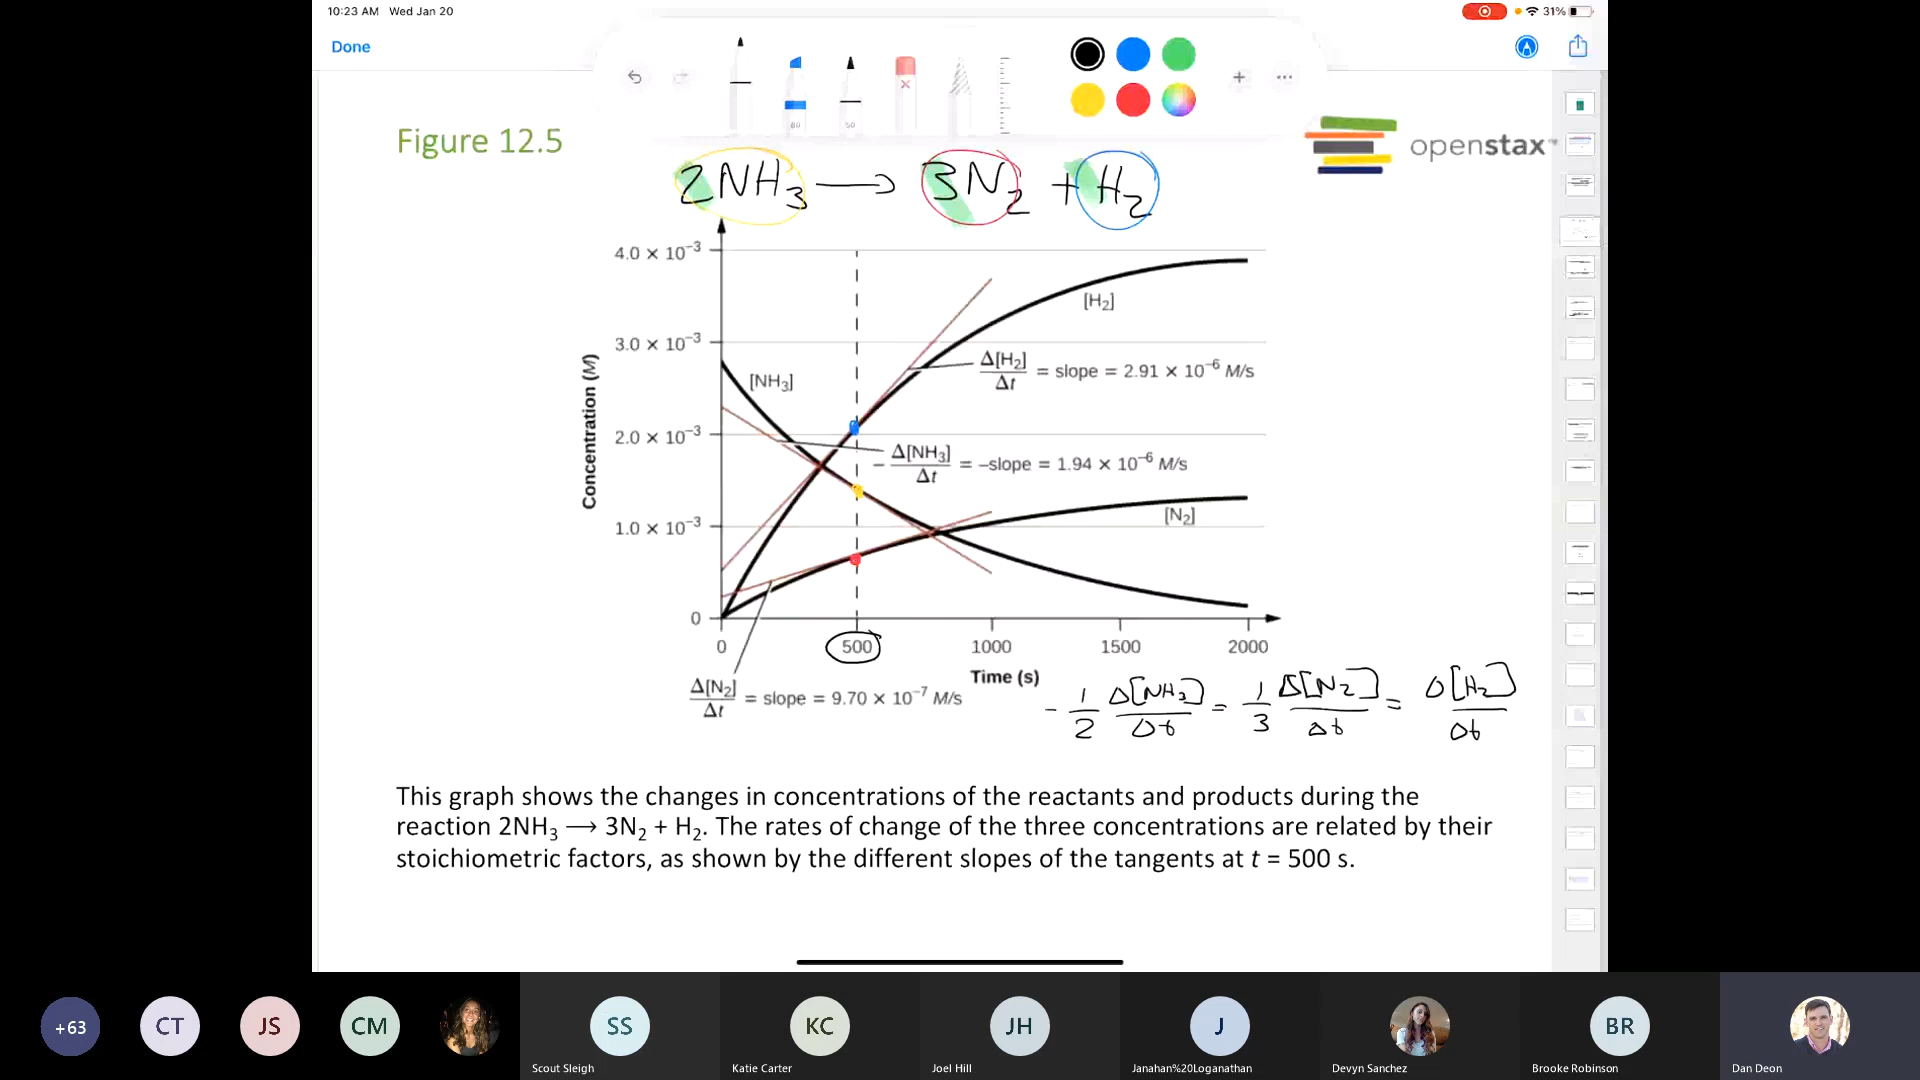 10:23 AM Wed Jan 20
31%
Done
80
50
Figure 12.5
openstax™
2NH₃ ⟶ 3N₂ + H₂
4.0 × 10⁻³
3.0 × 10⁻³
2.0 × 10⁻³
1.0 × 10⁻³
0
Concentration (M)
[H₂]
Δ[H₂]/Δt = slope = 2.91 × 10⁻⁶ M/s
[NH₃]
−Δ[NH₃]/Δt = −slope = 1.94 × 10⁻⁶ M/s
[N₂]
0 500 1000 1500 2000
Time (s)
Δ[N₂]/Δt = slope = 9.70 × 10⁻⁷ M/s
- 1/2 Δ[NH₃]/Δt = 1/3 Δ[N₂]/Δt = Δ[H₂]/Δt
This graph shows the changes in concentrations of the reactants and products during the
reaction 2NH₃ ⟶ 3N₂ + H₂. The rates of change of the three concentrations are related by their
stoichiometric factors, as shown by the different slopes of the tangents at t = 500 s.
+63 CT JS CM SS KC JH J BR
Scout Sleigh Katie Carter Joel Hill Janahan%20Loganathan Devyn Sanchez Brooke Robinson Dan Deon